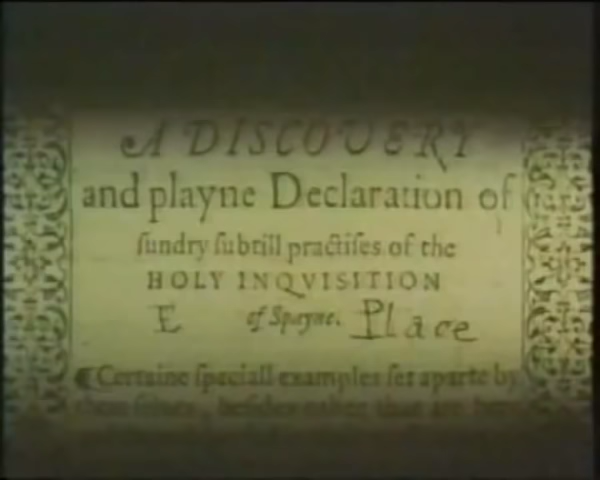 A DISCOVERY
and playne Declaration of
ſundry ſubtill practiſes of the
HOLY INQVISITION
E of Spayne. Place
Certaine ſpeciall examples ſet aparte by